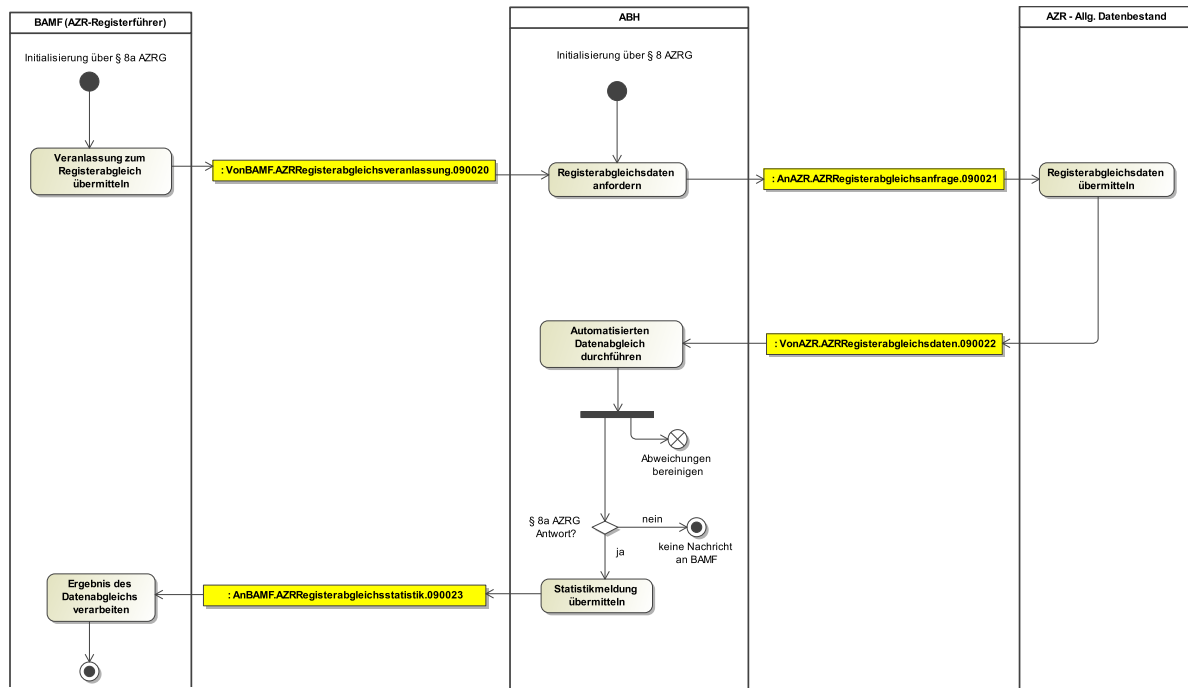 BAMF (AZR-Registerführer)
ABH
AZR - Allg. Datenbestand
Initialisierung über § 8a AZRG
Initialisierung über § 8 AZRG
Veranlassung zum
Registerabgleich
übermitteln
: VonBAMF.AZRRegisterabgleichsveranlassung.090020
Registerabgleichsdaten
anfordern
: AnAZR.AZRRegisterabgleichsanfrage.090021
Registerabgleichsdaten
übermitteln
Automatisierten
Datenabgleich
durchführen
: VonAZR.AZRRegisterabgleichsdaten.090022
Abweichungen
bereinigen
§ 8a AZRG
Antwort?
nein
keine Nachricht
an BAMF
ja
Ergebnis des
Datenabgleichs
verarbeiten
: AnBAMF.AZRRegisterabgleichsstatistik.090023
Statistikmeldung
übermitteln